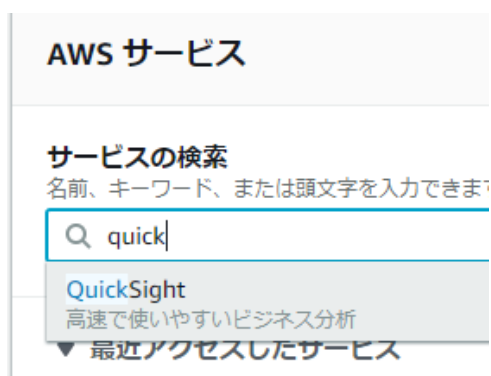 AWS サービス
サービスの検索
名前、キーワード、または頭文字を入力できます
quick
QuickSight
高速で使いやすいビジネス分析
▼ 最近アクセスしたサービス